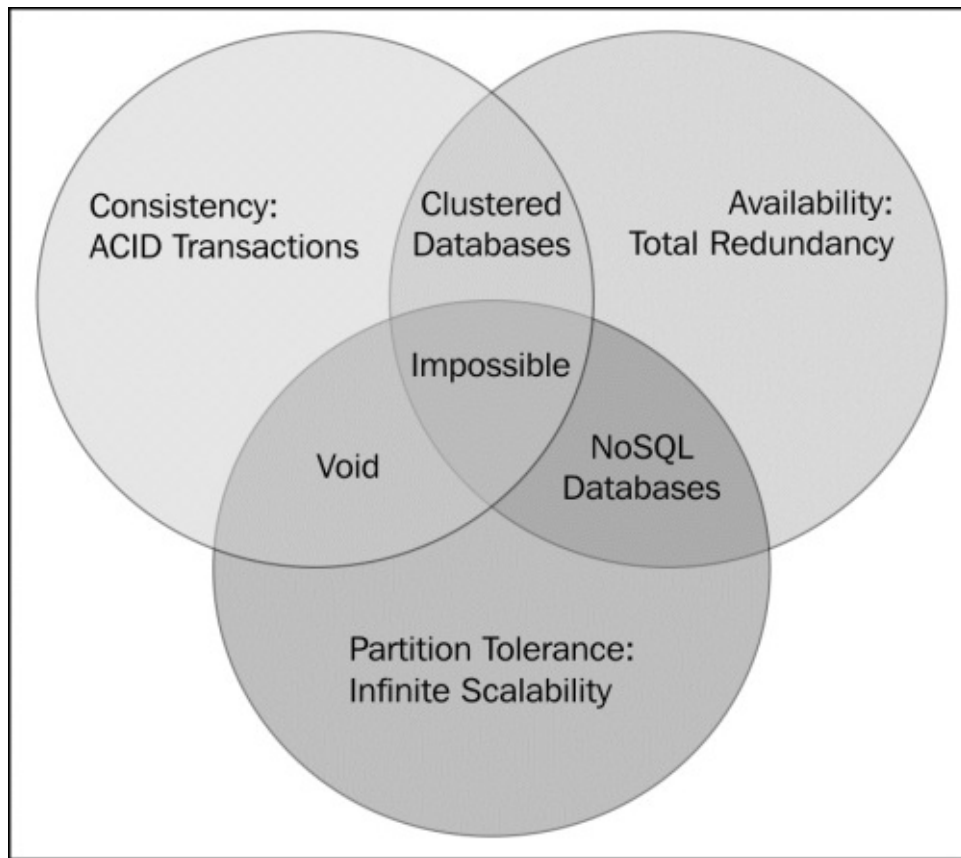 Consistency:
ACID Transactions
Clustered
Databases
Availability:
Total Redundancy
Impossible
Void
NoSQL
Databases
Partition Tolerance:
Infinite Scalability